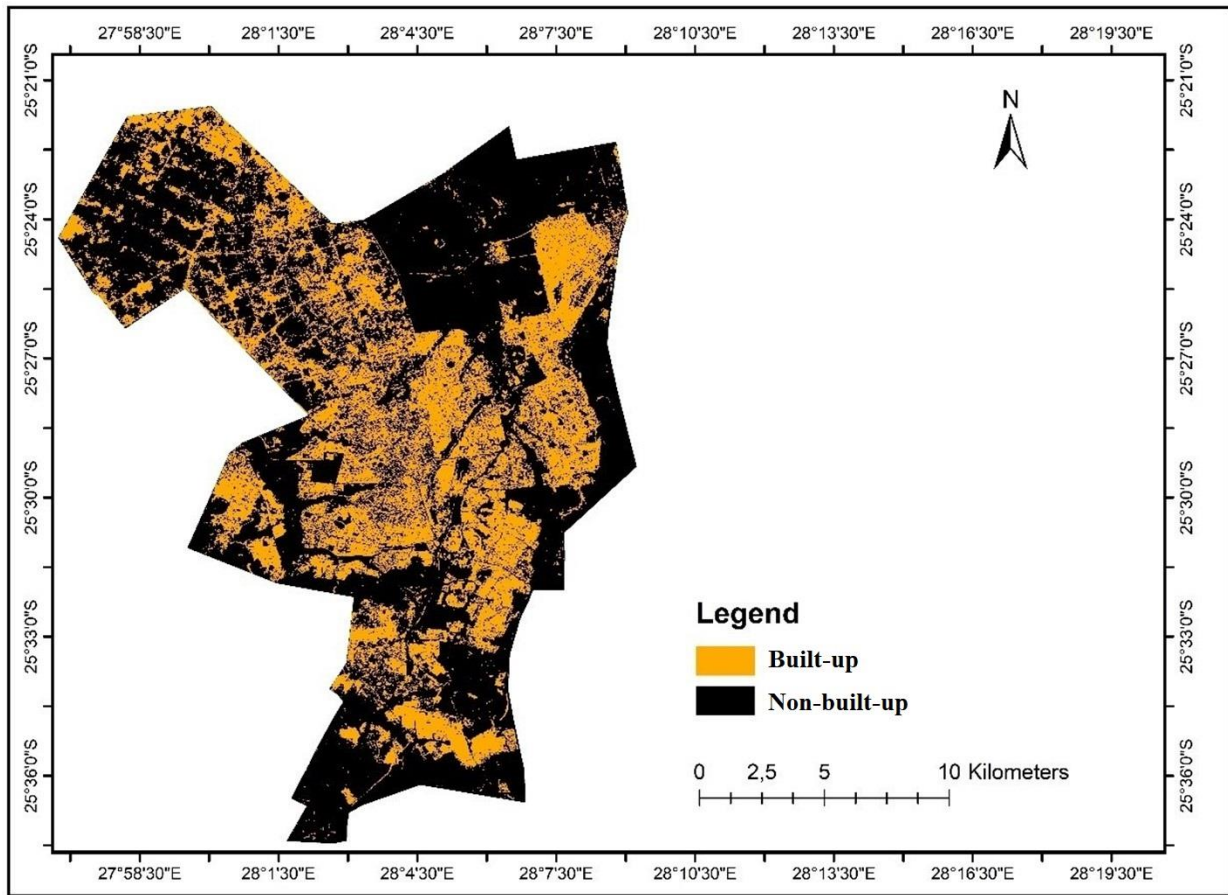 27°58'30"E 28°1'30"E 28°4'30"E 28°7'30"E 28°10'30"E 28°13'30"E 28°16'30"E 28°19'30"E
25°21'0"S 25°21'0"S
N
25°24'0"S 25°24'0"S
25°27'0"S 25°27'0"S
25°30'0"S 25°30'0"S
Legend
25°33'0"S 25°33'0"S
Built-up
Non-built-up
0 2,5 5 10 Kilometers
25°36'0"S 25°36'0"S
27°58'30"E 28°1'30"E 28°4'30"E 28°7'30"E 28°10'30"E 28°13'30"E 28°16'30"E 28°19'30"E